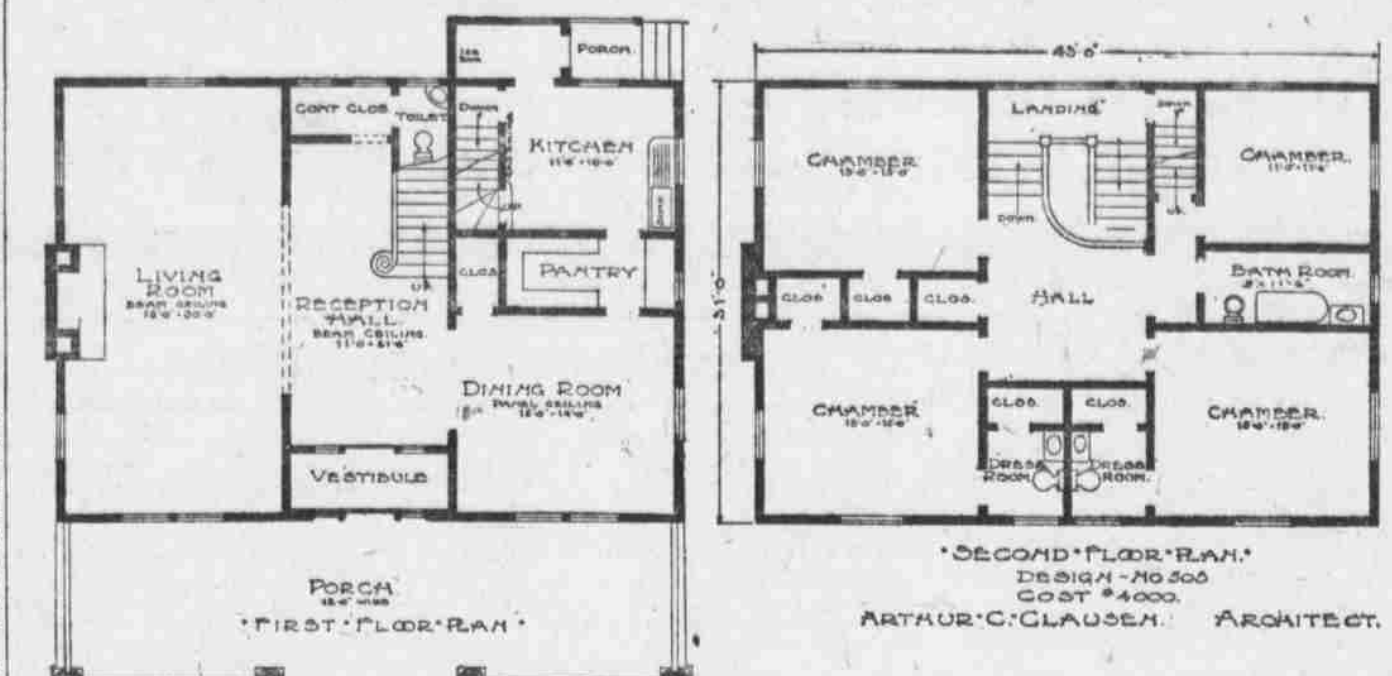 PORCH.
COAT CLOS.
TOILET
DOWN
KITCHEN
PANTRY
CLOS.
UP.
LIVING
ROOM
BEAM CEILING
RECEPTION
HALL.
BEAM CEILING
DINING ROOM
PANEL CEILING
VESTIBULE
PORCH
• FIRST • FLOOR • PLAN •
45'0"
31'-0"
LANDING
DOWN.
CHAMBER
CHAMBER.
DOWN.
UP.
CLOS
CLOS
CLOS.
HALL
BATH ROOM.
CHAMBER
CLOS.
CLOS.
CHAMBER.
DRESS
ROOM.
DRESS
ROOM.
• SECOND • FLOOR • PLAN. •
DESIGN - NO 505
COST $4000.
ARTHUR • C. • CLAUSEN. ARCHITECT.